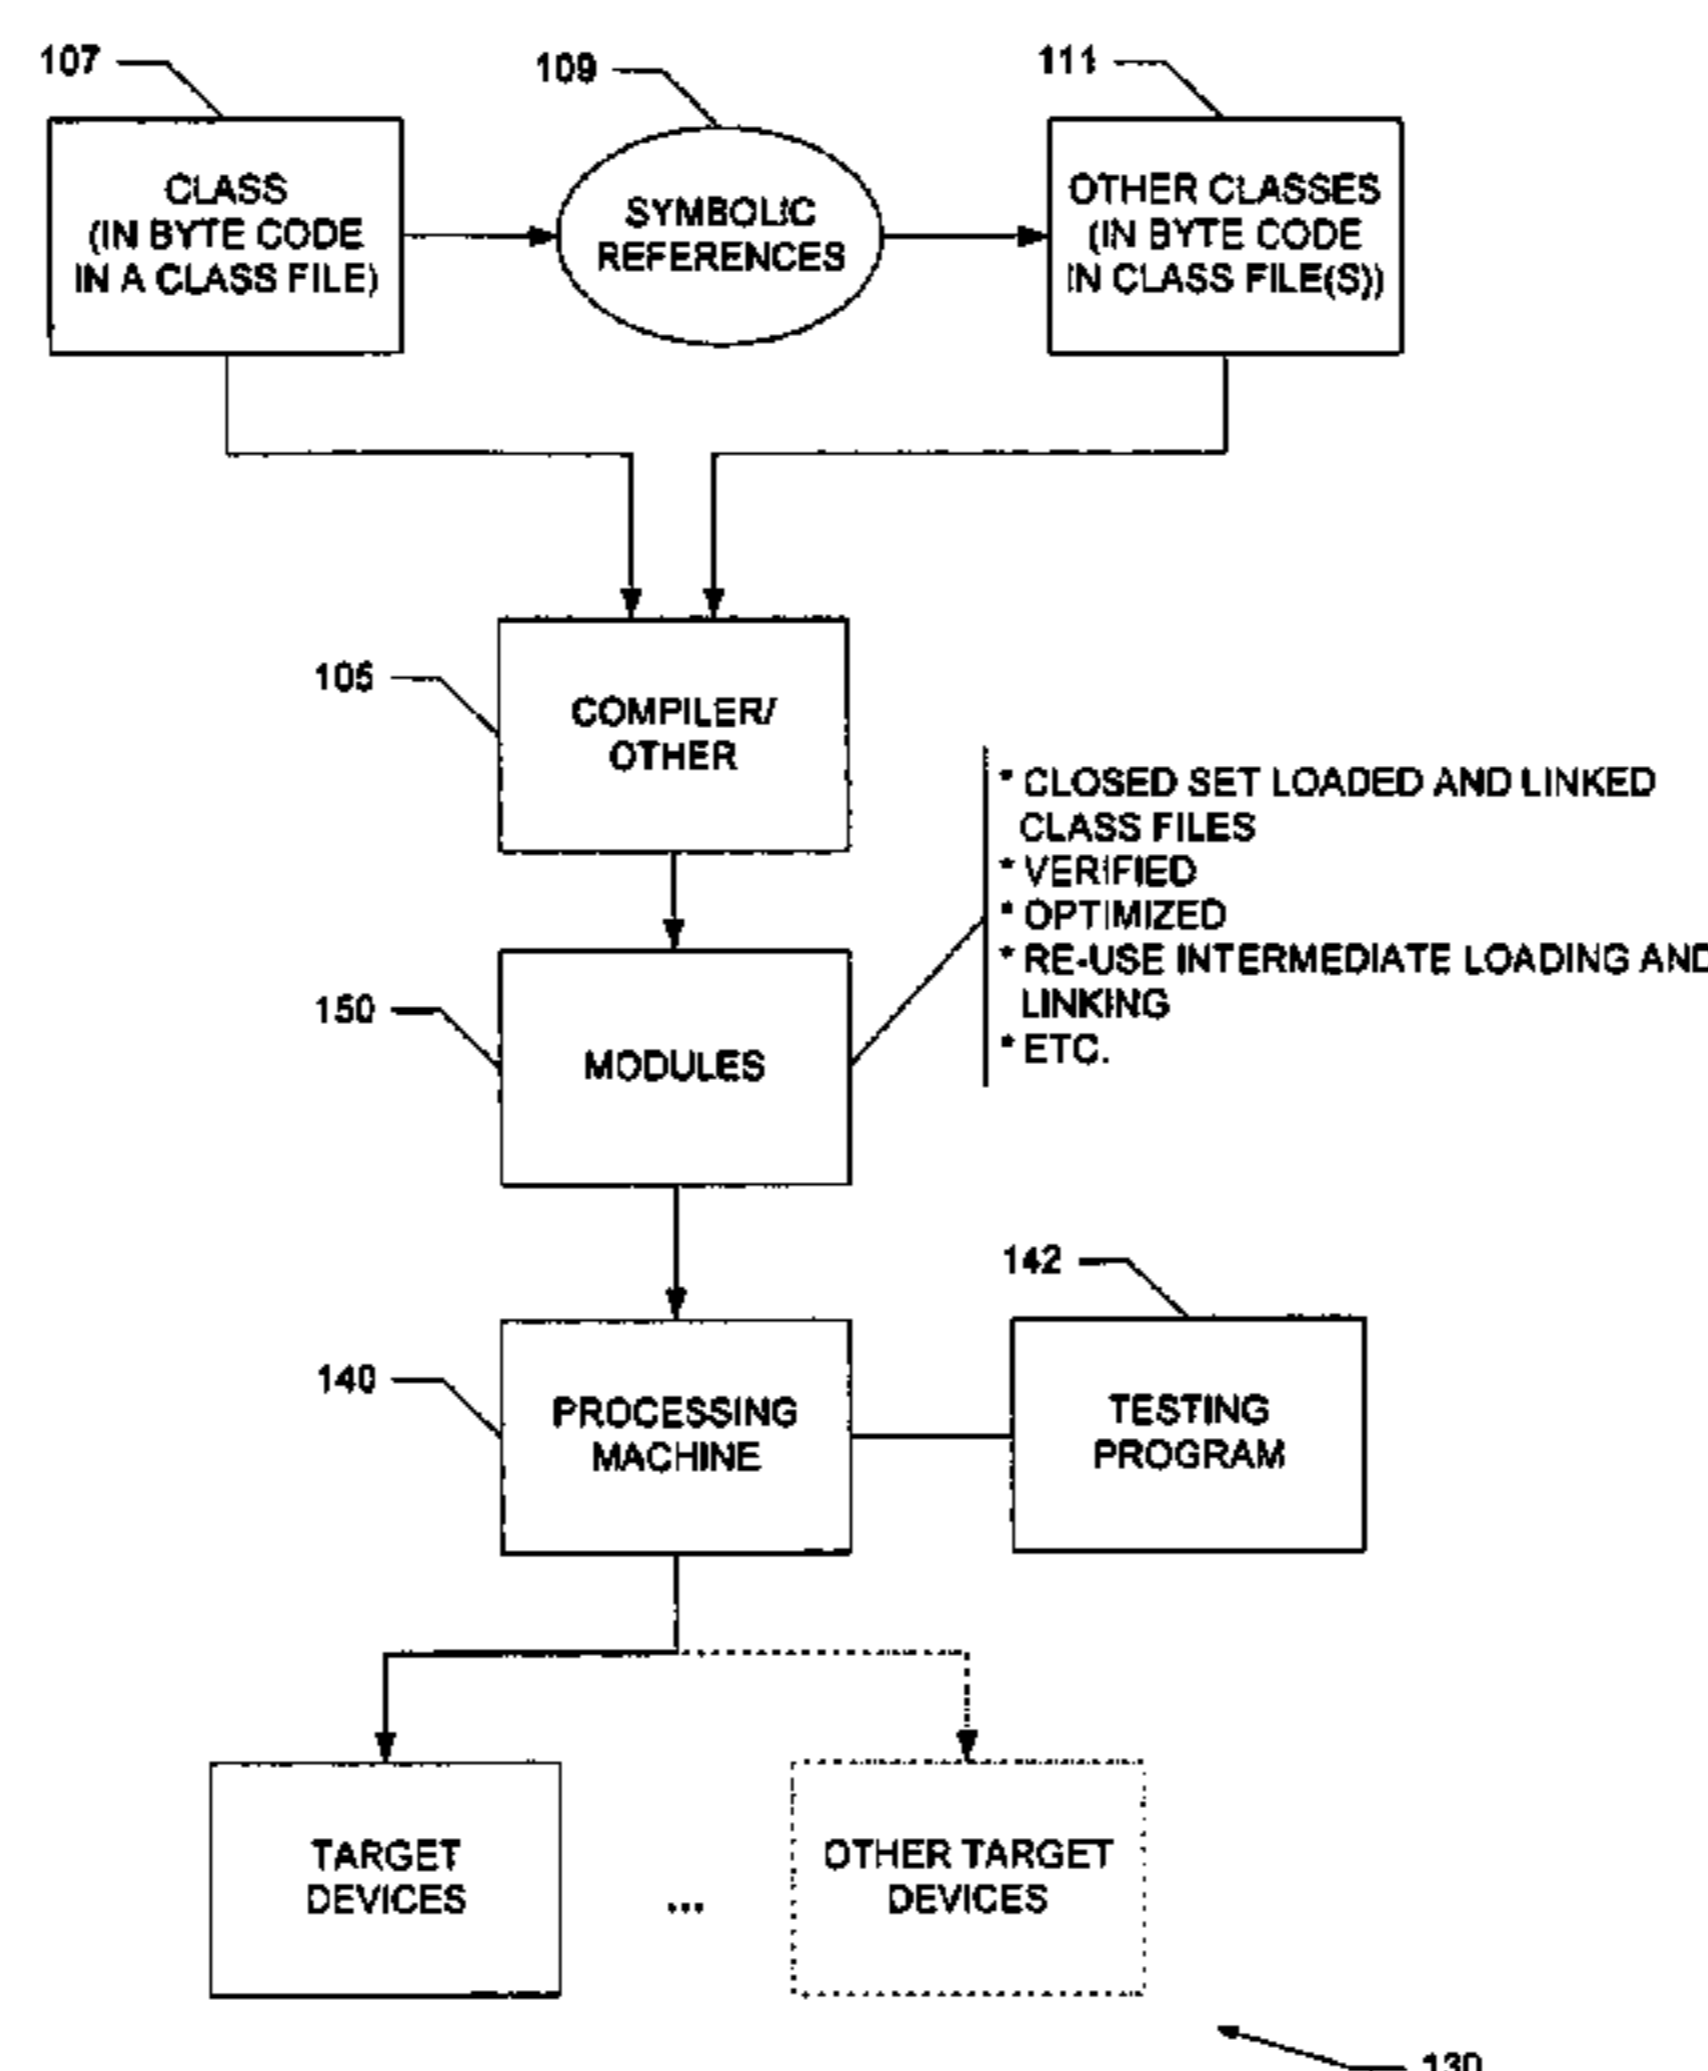 107
109
111
CLASS
(IN BYTE CODE
IN A CLASS FILE)
SYMBOLIC
REFERENCES
OTHER CLASSES
(IN BYTE CODE
IN CLASS FILE(S))
105
COMPILER/
OTHER
* CLOSED SET LOADED AND LINKED
CLASS FILES
* VERIFIED
* OPTIMIZED
* RE-USE INTERMEDIATE LOADING AND
LINKING
* ETC.
150
MODULES
142
140
PROCESSING
MACHINE
TESTING
PROGRAM
TARGET
DEVICES
...
OTHER TARGET
DEVICES
130